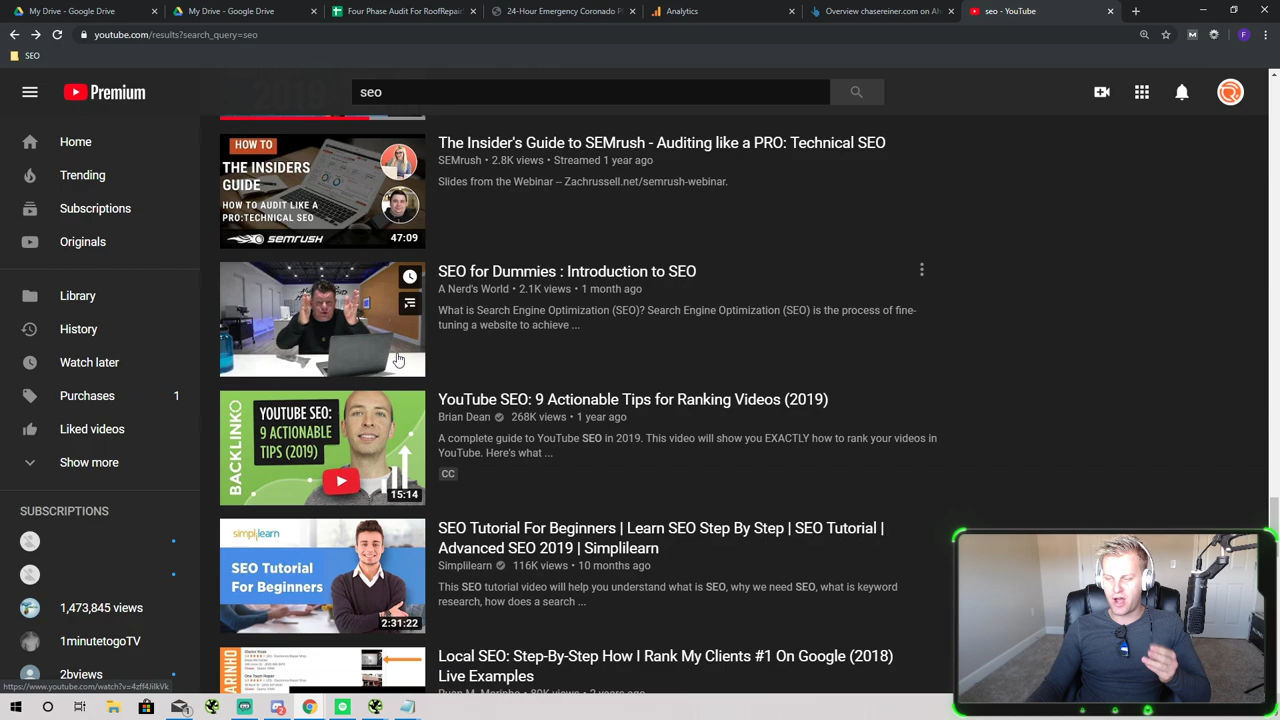 My Drive - Google Drive
My Drive - Google Drive
Four Phase Audit For RoofRepair
24-Hour Emergency Coronado Pl
Analytics
Overview chasereiner.com on Ah
seo - YouTube
youtube.com/results?search_query=seo
SEO
Premium
seo
Home
Trending
Subscriptions
Originals
Library
History
Watch later
Purchases 1
Liked videos
Show more
SUBSCRIPTIONS
1,473,845 views
1minutetogoTV
2bviews
HOW TO
THE INSIDERS
GUIDE
HOW TO AUDIT LIKE A
PRO:TECHNICAL SEO
SEMRUSH
47:09
The Insider's Guide to SEMrush - Auditing like a PRO: Technical SEO
SEMrush • 2.8K views • Streamed 1 year ago
Slides from the Webinar -- Zachrussell.net/semrush-webinar.
SEO for Dummies : Introduction to SEO
A Nerd's World • 2.1K views • 1 month ago
What is Search Engine Optimization (SEO)? Search Engine Optimization (SEO) is the process of fine-
tuning a website to achieve ...
BACKLINKO
YOUTUBE SEO:
9 ACTIONABLE
TIPS (2019)
15:14
YouTube SEO: 9 Actionable Tips for Ranking Videos (2019)
Brian Dean 268K views • 1 year ago
A complete guide to YouTube SEO in 2019. This video will show you EXACTLY how to rank your videos in
YouTube. Here's what ...
CC
simplilearn
SEO Tutorial
For Beginners
2:31:22
SEO Tutorial For Beginners | Learn SEO Step By Step | SEO Tutorial |
Advanced SEO 2019 | Simplilearn
Simplilearn 116K views • 10 months ago
This SEO tutorial video will help you understand what is SEO, why we need SEO, what is keyword
research, how does a search ...
Local SEO: Step-By-Step
Clients #1 On Google (2018)
Live Examples